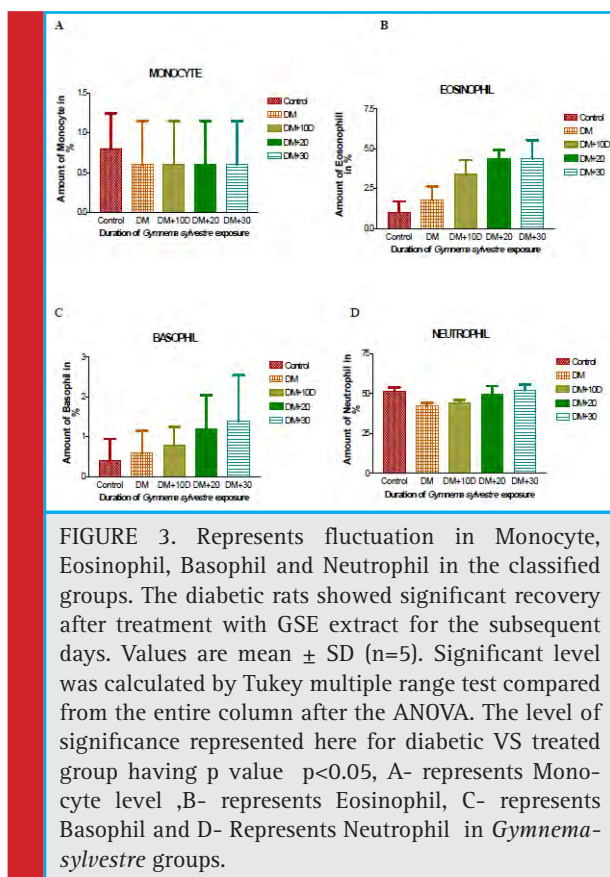 A
MONOCYTE
Amount of Monocyte in
%
1.5
1.0
0.5
0.0
Control DM DM+10D DM+20 DM+30
Duration of Gymnema sylvestre exposure
Control
DM
DM+10D
DM+20
DM+30
B
EOSINOPHIL
Amount of Eosonophill
in %
7.5
5.0
2.5
0.0
Control DM DM+10D DM+20 DM+30
Duration of Gymnema sylvestre exposure
Control
DM
DM+10D
DM+20
DM+30
C
BASOPHIL
Amount of Basophil in
%
3
2
1
0
Control DM DM+10D DM+20 DM+30
Duration of Gymnema sylvestre exposure
Control
DM
DM+10D
DM+20
DM+30
D
NEUTROPHIL
Amount of Neutrophil in
%
75
50
25
0
Control DM DM+10D DM+20 DM+30
Duration of Gymnema sylvestre exposure
Control
DM
DM+10D
DM+20
DM+30
FIGURE 3. Represents fluctuation in Monocyte,
Eosinophil, Basophil and Neutrophil in the classified
groups. The diabetic rats showed significant recovery
after treatment with GSE extract for the subsequent
days. Values are mean ± SD (n=5). Significant level
was calculated by Tukey multiple range test compared
from the entire column after the ANOVA. The level of
significance represented here for diabetic VS treated
group having p value p<0.05, A- represents Mono-
cyte level ,B- represents Eosinophil, C- represents
Basophil and D- Represents Neutrophil in Gymnema-
sylvestre groups.